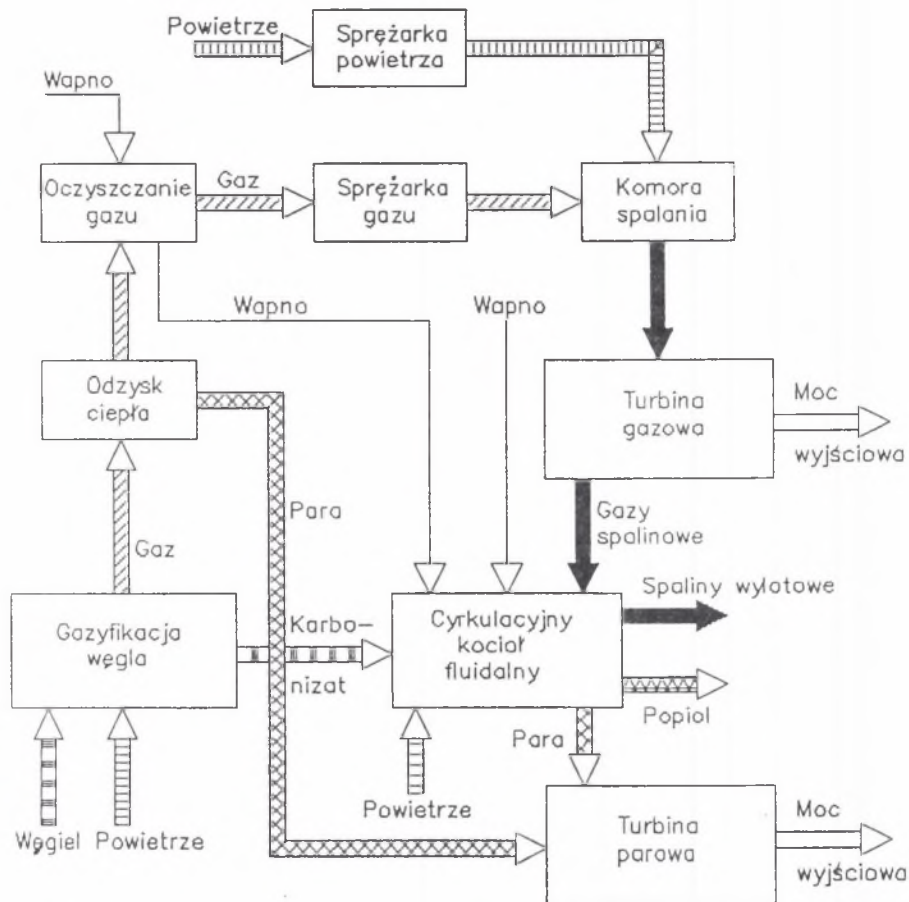 Powietrze
Sprężarka
powietrza
Wapno
Oczyszczanie
gazu
Gaz
Sprężarka
gazu
Komora
spalania
Wapno
Wapno
Odzysk
ciepła
Turbina
gazowa
Moc
wyjściowa
Para
Gazy
spalinowe
Gaz
Spaliny wylotowe
Gazyfikacja
węgla
Karbo-
nizat
Cyrkulacyjny
kocioł
fluidalny
Popiol
Para
Węgiel
Powietrze
Powietrze
Turbina
parowa
Moc
wyjściowa